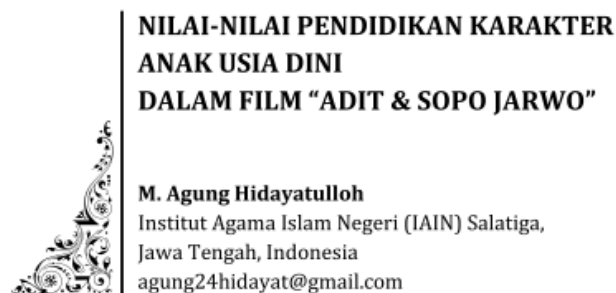 NILAI-NILAI PENDIDIKAN KARAKTER
ANAK USIA DINI
DALAM FILM “ADIT & SOPO JARWO”
M. Agung Hidayatulloh
Institut Agama Islam Negeri (IAIN) Salatiga,
Jawa Tengah, Indonesia
agung24hidayat@gmail.com